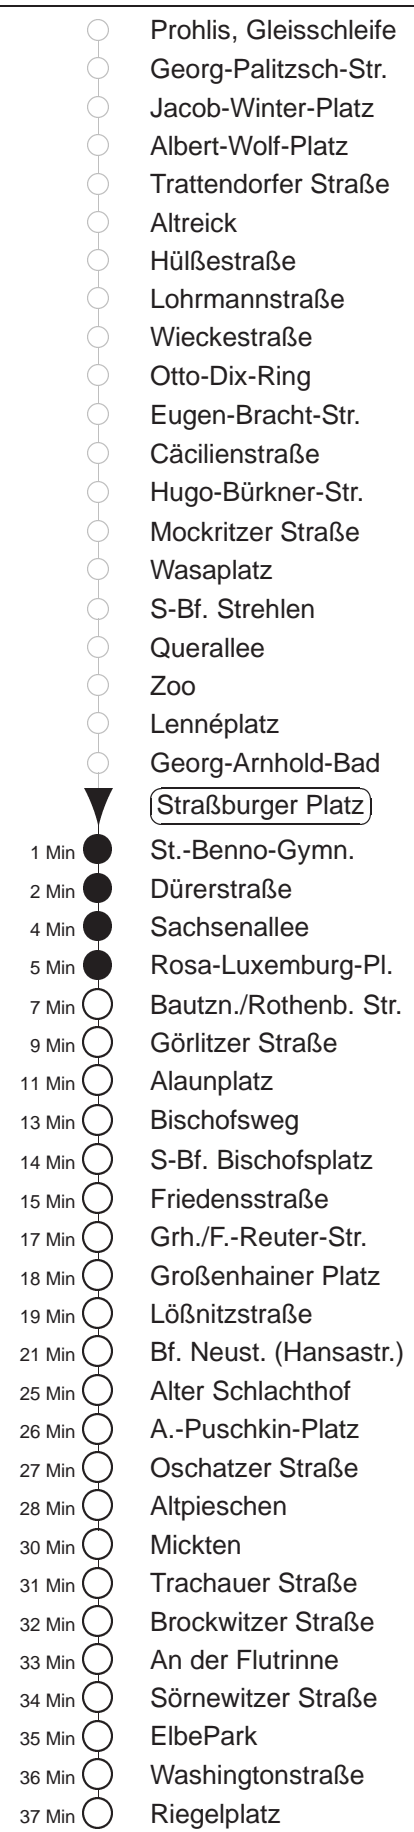 Prohlis, Gleisschleife
Georg-Palitzsch-Str.
Jacob-Winter-Platz
Albert-Wolf-Platz
Trattendorfer Straße
Altreick
Hülßestraße
Lohrmannstraße
Wieckestraße
Otto-Dix-Ring
Eugen-Bracht-Str.
Cäcilienstraße
Hugo-Bürkner-Str.
Mockritzer Straße
Wasaplatz
S-Bf. Strehlen
Querallee
Zoo
Lennéplatz
Georg-Arnhold-Bad
Straßburger Platz
1 Min St.-Benno-Gymn.
2 Min Dürerstraße
4 Min Sachsenallee
5 Min Rosa-Luxemburg-Pl.
7 Min Bautzn./Rothenb. Str.
9 Min Görlitzer Straße
11 Min Alaunplatz
13 Min Bischofsweg
14 Min S-Bf. Bischofsplatz
15 Min Friedensstraße
17 Min Grh./F.-Reuter-Str.
18 Min Großenhainer Platz
19 Min Lößnitzstraße
21 Min Bf. Neust. (Hansastr.)
25 Min Alter Schlachthof
26 Min A.-Puschkin-Platz
27 Min Oschatzer Straße
28 Min Altpieschen
30 Min Mickten
31 Min Trachauer Straße
32 Min Brockwitzer Straße
33 Min An der Flutrinne
34 Min Sörnewitzer Straße
35 Min ElbePark
36 Min Washingtonstraße
37 Min Riegelplatz